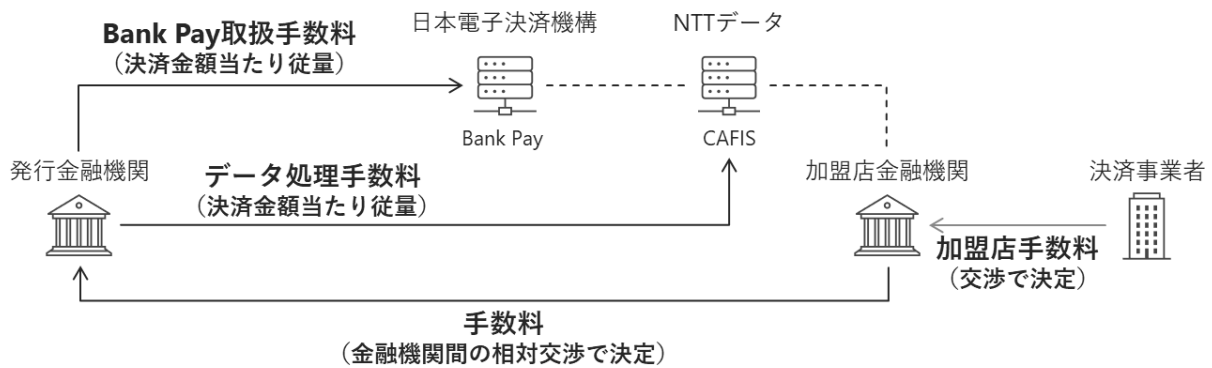 Bank Pay取扱手数料
（決済金額当たり従量）
日本電子決済機構
NTTデータ
Bank Pay
CAFIS
発行金融機関
データ処理手数料
（決済金額当たり従量）
加盟店金融機関
決済事業者
加盟店手数料
（交渉で決定）
手数料
（金融機関間の相対交渉で決定）